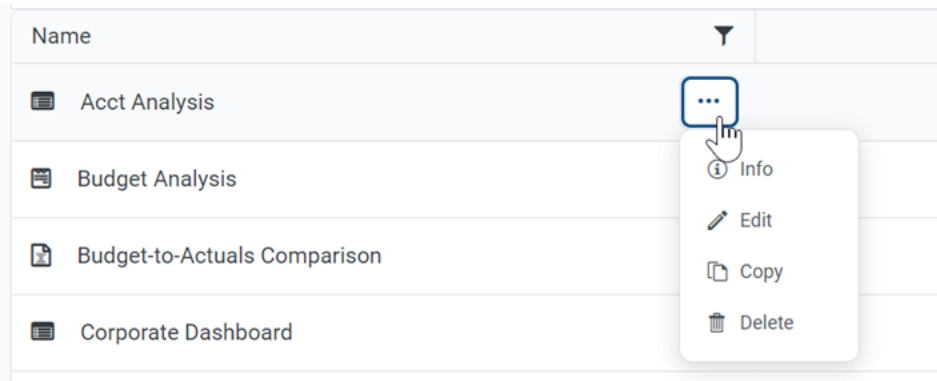 Name
Acct Analysis
Info
Budget Analysis
Edit
Budget-to-Actuals Comparison
Copy
Corporate Dashboard
Delete